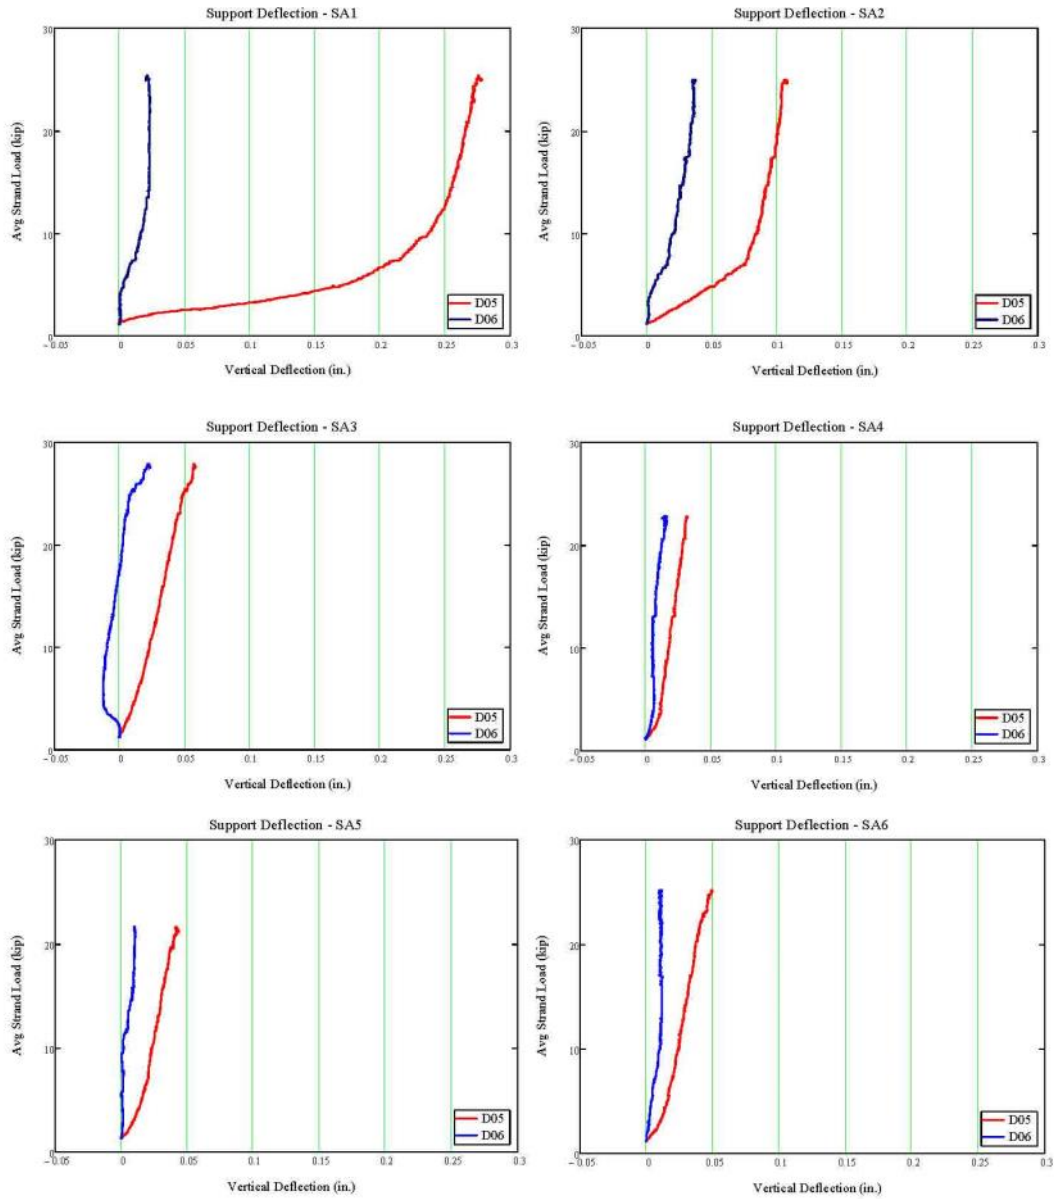 Support Deflection - SA1
30
20
10
0
Avg Strand Load (kip)
D05
D06
−0.05 0 0.05 0.1 0.15 0.2 0.25 0.3
Vertical Deflection (in.)
Support Deflection - SA2
30
20
10
0
Avg Strand Load (kip)
D05
D06
−0.05 0 0.05 0.1 0.15 0.2 0.25 0.3
Vertical Deflection (in.)
Support Deflection - SA3
30
20
10
0
Avg Strand Load (kip)
D05
D06
−0.05 0 0.05 0.1 0.15 0.2 0.25 0.3
Vertical Deflection (in.)
Support Deflection - SA4
30
20
10
0
Avg Strand Load (kip)
D05
D06
−0.05 0 0.05 0.1 0.15 0.2 0.25 0.3
Vertical Deflection (in.)
Support Deflection - SA5
30
20
10
0
Avg Strand Load (kip)
D05
D06
−0.05 0 0.05 0.1 0.15 0.2 0.25 0.3
Vertical Deflection (in.)
Support Deflection - SA6
30
20
10
0
Avg Strand Load (kip)
D05
D06
−0.05 0 0.05 0.1 0.15 0.2 0.25 0.3
Vertical Deflection (in.)